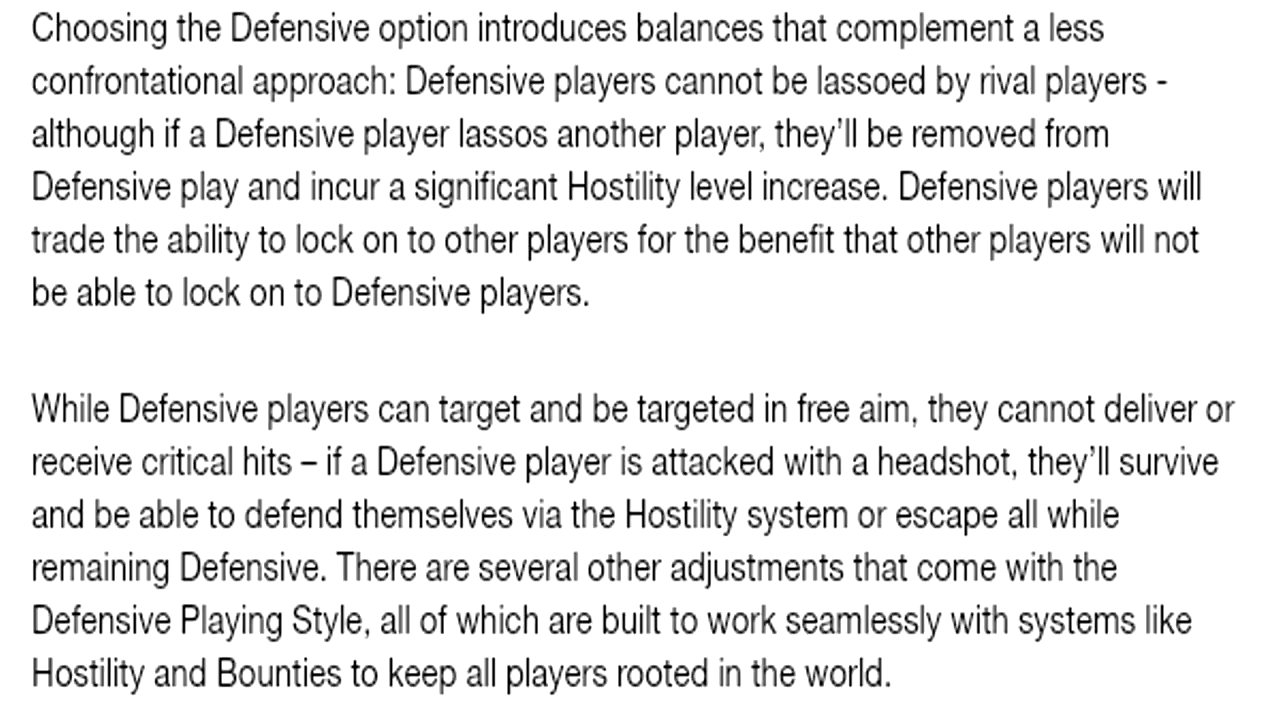 Choosing the Defensive option introduces balances that complement a less
confrontational approach: Defensive players cannot be lassoed by rival players -
although if a Defensive player lassos another player, they’ll be removed from
Defensive play and incur a significant Hostility level increase. Defensive players will
trade the ability to lock on to other players for the benefit that other players will not
be able to lock on to Defensive players.
While Defensive players can target and be targeted in free aim, they cannot deliver or
receive critical hits – if a Defensive player is attacked with a headshot, they’ll survive
and be able to defend themselves via the Hostility system or escape all while
remaining Defensive. There are several other adjustments that come with the
Defensive Playing Style, all of which are built to work seamlessly with systems like
Hostility and Bounties to keep all players rooted in the world.